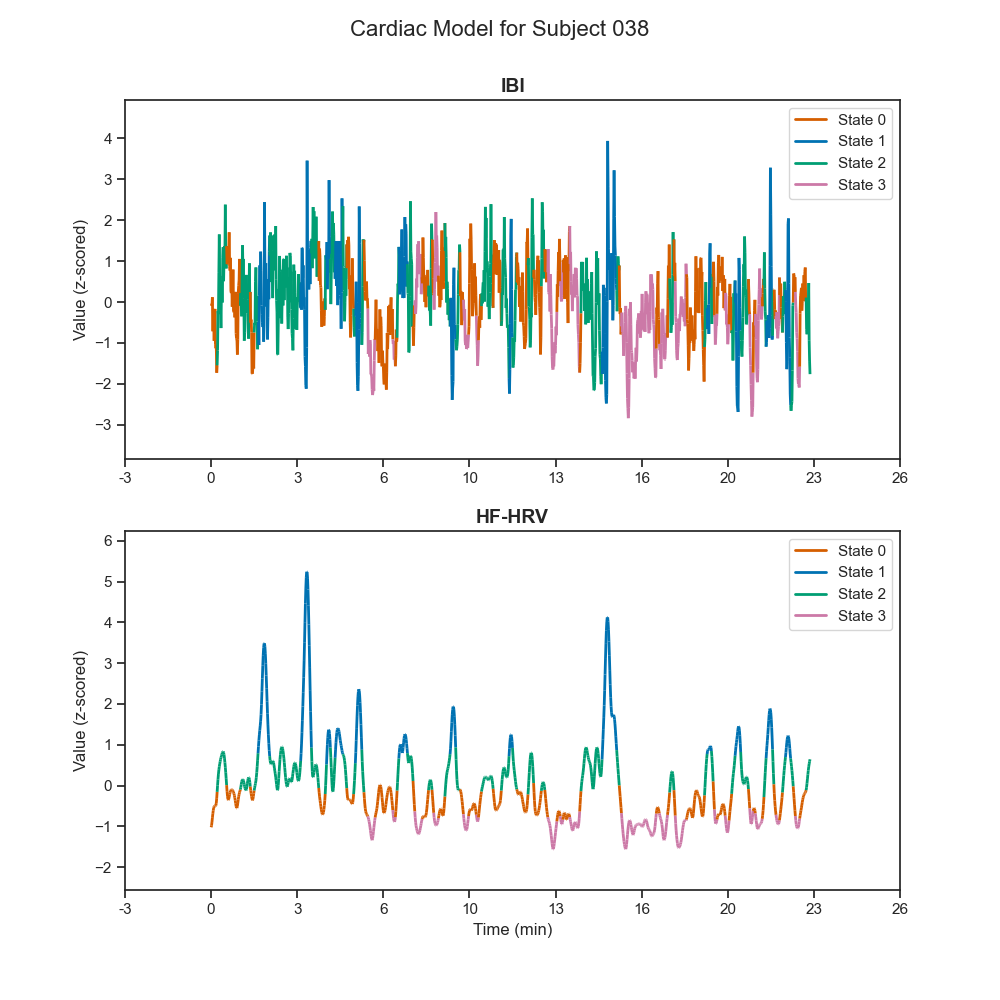 Cardiac Model for Subject 038
IBI
Value (z-scored)
4
3
2
1
0
−1
−2
−3
State 0
State 1
State 2
State 3
-3 0 3 6 10 13 16 20 23 26
HF-HRV
Value (z-scored)
6
5
4
3
2
1
0
−1
−2
State 0
State 1
State 2
State 3
-3 0 3 6 10 13 16 20 23 26
Time (min)